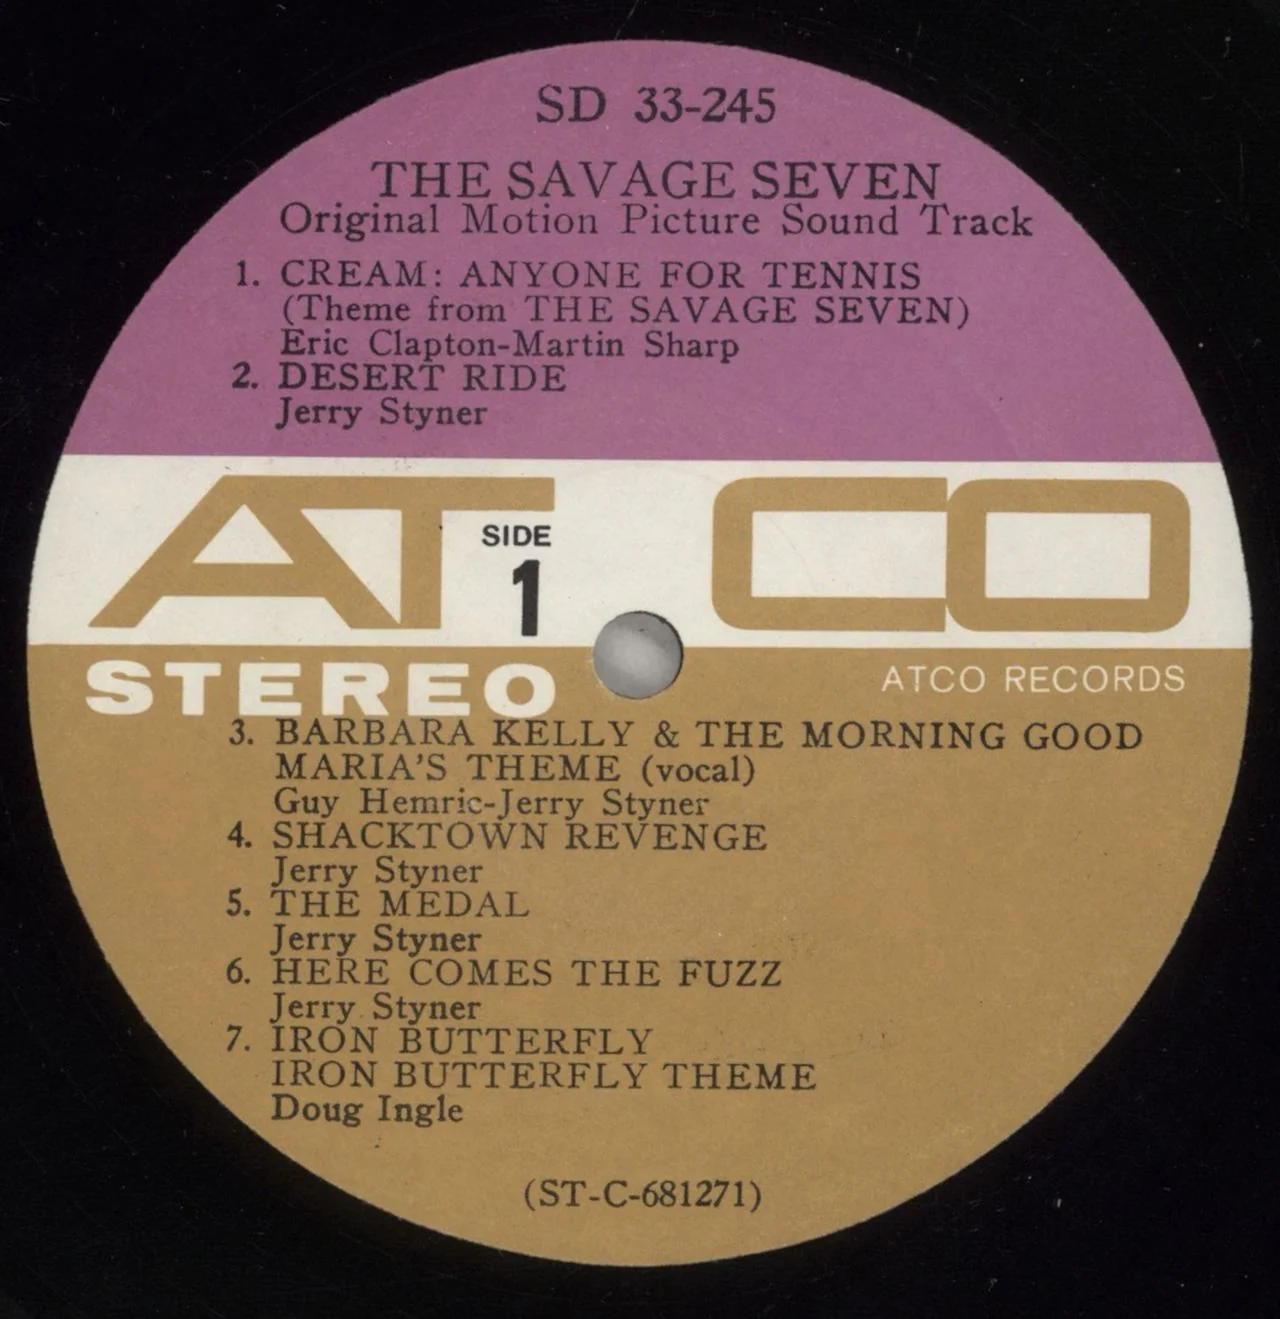 SD 33-245
THE SAVAGE SEVEN
Original Motion Picture Sound Track
1. CREAM: ANYONE FOR TENNIS
(Theme from THE SAVAGE SEVEN)
Eric Clapton-Martin Sharp
2. DESERT RIDE
Jerry Styner
ATCO
SIDE
1
STEREO
ATCO RECORDS
3. BARBARA KELLY & THE MORNING GOOD
MARIA'S THEME (vocal)
Guy Hemric-Jerry Styner
4. SHACKTOWN REVENGE
Jerry Styner
5. THE MEDAL
Jerry Styner
6. HERE COMES THE FUZZ
Jerry Styner
7. IRON BUTTERFLY
IRON BUTTERFLY THEME
Doug Ingle
(ST-C-681271)